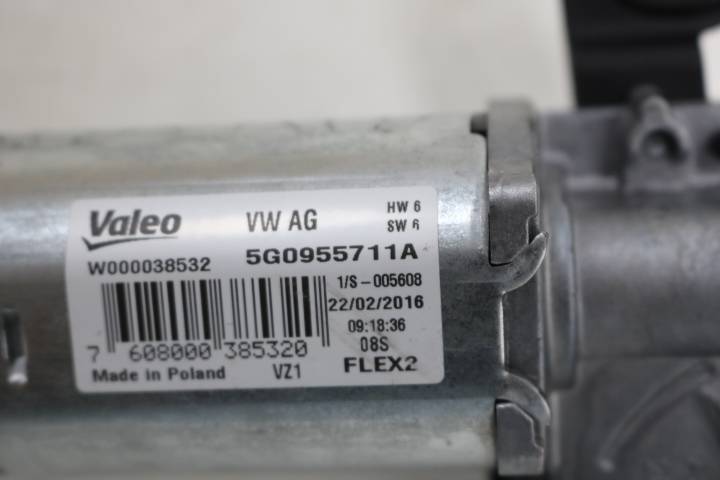 Valeo VW AG HW 6
SW 6
W000038532 5G0955711A
1/S-005608
22/02/2016
09:18:36
7 608000 385320 08S
Made in Poland VZ1 FLEX2